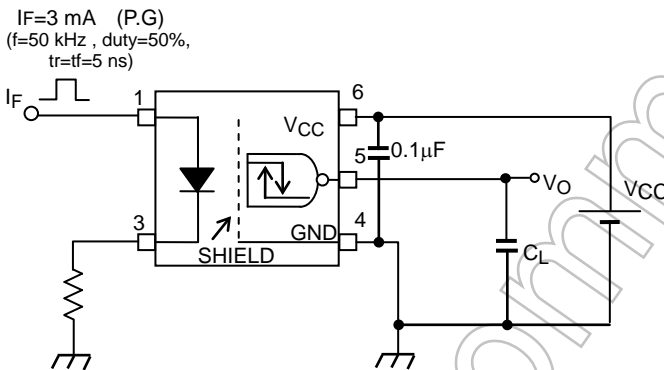 IF=3 mA (P.G)
(f=50 kHz , duty=50%,
tr=tf=5 ns)
IF
1
6
VCC
5
0.1μF
VO
VCC
3
GND
4
SHIELD
CL